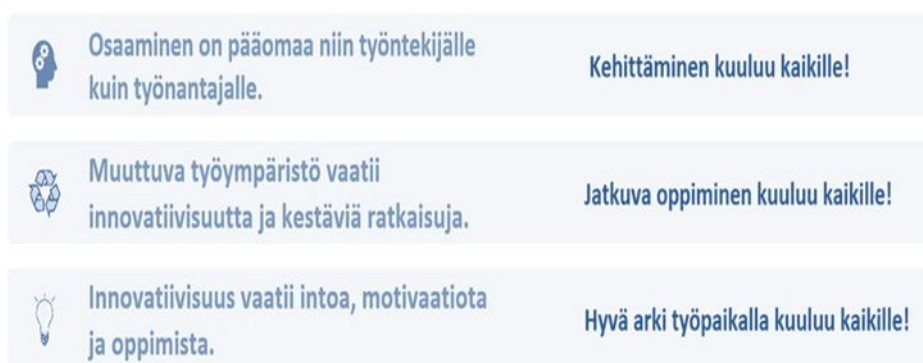 Osaaminen on pääomaa niin työntekijälle
kuin työnantajalle.
Kehittäminen kuuluu kaikille!
Muuttuva työympäristö vaatii
innovatiivisuutta ja kestäviä ratkaisuja.
Jatkuva oppiminen kuuluu kaikille!
Innovatiivisuus vaatii intoa, motivaatiota
ja oppimista.
Hyvä arki työpaikalla kuuluu kaikille!